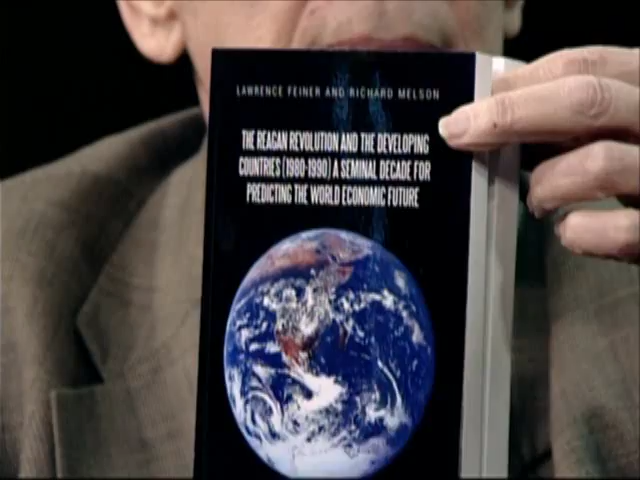 LAWRENCE FEINER AND RICHARD MELSON
THE REAGAN REVOLUTION AND THE DEVELOPING
COUNTRIES (1980-1990) A SEMINAL DECADE FOR
PREDICTING THE WORLD ECONOMIC FUTURE